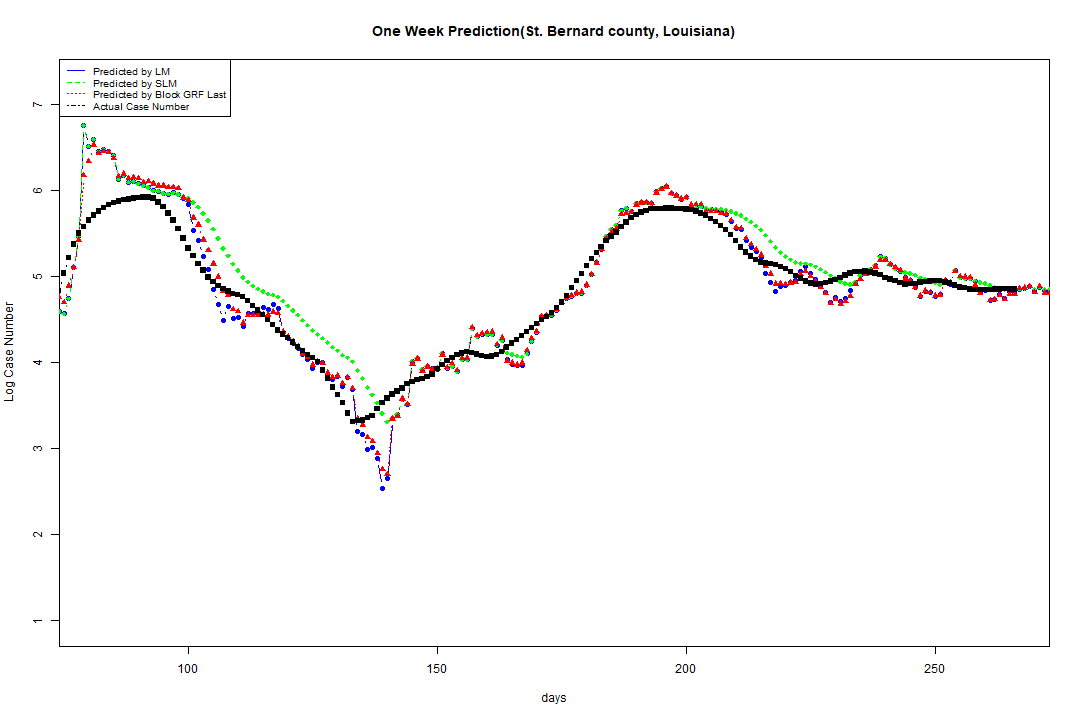 One Week Prediction(St. Bernard county, Louisiana)
Predicted by LM
Predicted by SLM
Predicted by Block GRF Last
Actual Case Number
7
6
5
4
3
2
1
Log Case Number
100 150 200 250
days